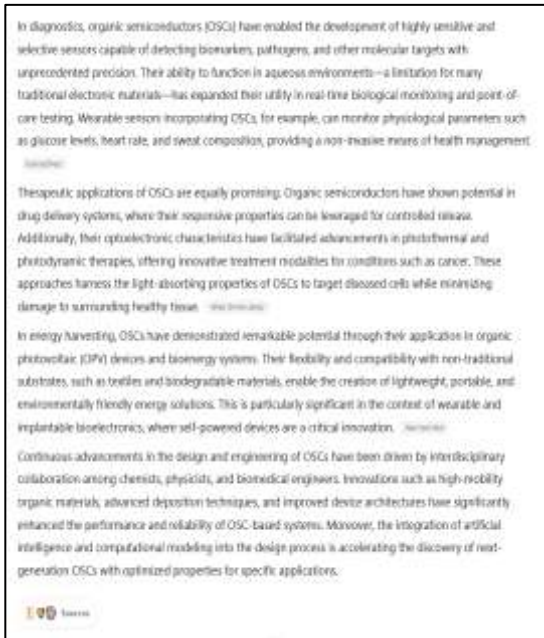 In diagnostics, organic semiconductors (OSCs) have enabled the development of highly sensitive and
selective sensors capable of detecting biomarkers, pathogens, and other molecular targets with
unprecedented precision. Their ability to function in aqueous environments—a limitation for many
traditional electronic materials—has expanded their utility in real-time biological monitoring and point-of-
care testing. Wearable sensors incorporating OSCs, for example, can monitor physiological parameters such
as glucose levels, heart rate, and sweat composition, providing a non-invasive means of health management
Therapeutic applications of OSCs are equally promising. Organic semiconductors have shown potential in
drug delivery systems, where their responsive properties can be leveraged for controlled release.
Additionally, their optoelectronic characteristics have facilitated advancements in photothermal and
photodynamic therapies, offering innovative treatment modalities for conditions such as cancer. These
approaches harness the light-absorbing properties of OSCs to target diseased cells while minimizing
damage to surrounding healthy tissue
In energy harvesting, OSCs have demonstrated remarkable potential through their application in organic
photovoltaic (OPV) devices and bioenergy systems. Their flexibility and compatibility with non-traditional
substrates, such as textiles and biodegradable materials, enable the creation of lightweight, portable, and
environmentally friendly energy solutions. This is particularly significant in the context of wearable and
implantable bioelectronics, where self-powered devices are a critical innovation.
Continuous advancements in the design and engineering of OSCs have been driven by interdisciplinary
collaboration among chemists, physicists, and biomedical engineers. Innovations such as high-mobility
organic materials, advanced deposition techniques, and improved device architectures have significantly
enhanced the performance and reliability of OSC-based systems. Moreover, the integration of artificial
intelligence and computational modeling into the design process is accelerating the discovery of next-
generation OSCs with optimized properties for specific applications.
Sources